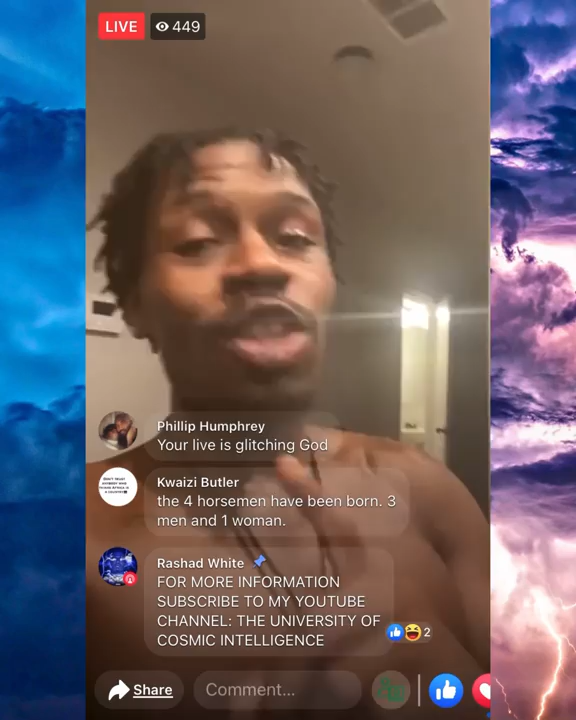 LIVE 449
Phillip Humphrey
Your live is glitching God
Kwaizi Butler
the 4 horsemen have been born. 3
men and 1 woman.
Rashad White
FOR MORE INFORMATION
SUBSCRIBE TO MY YOUTUBE
CHANNEL: THE UNIVERSITY OF
COSMIC INTELLIGENCE
2
Share Comment...